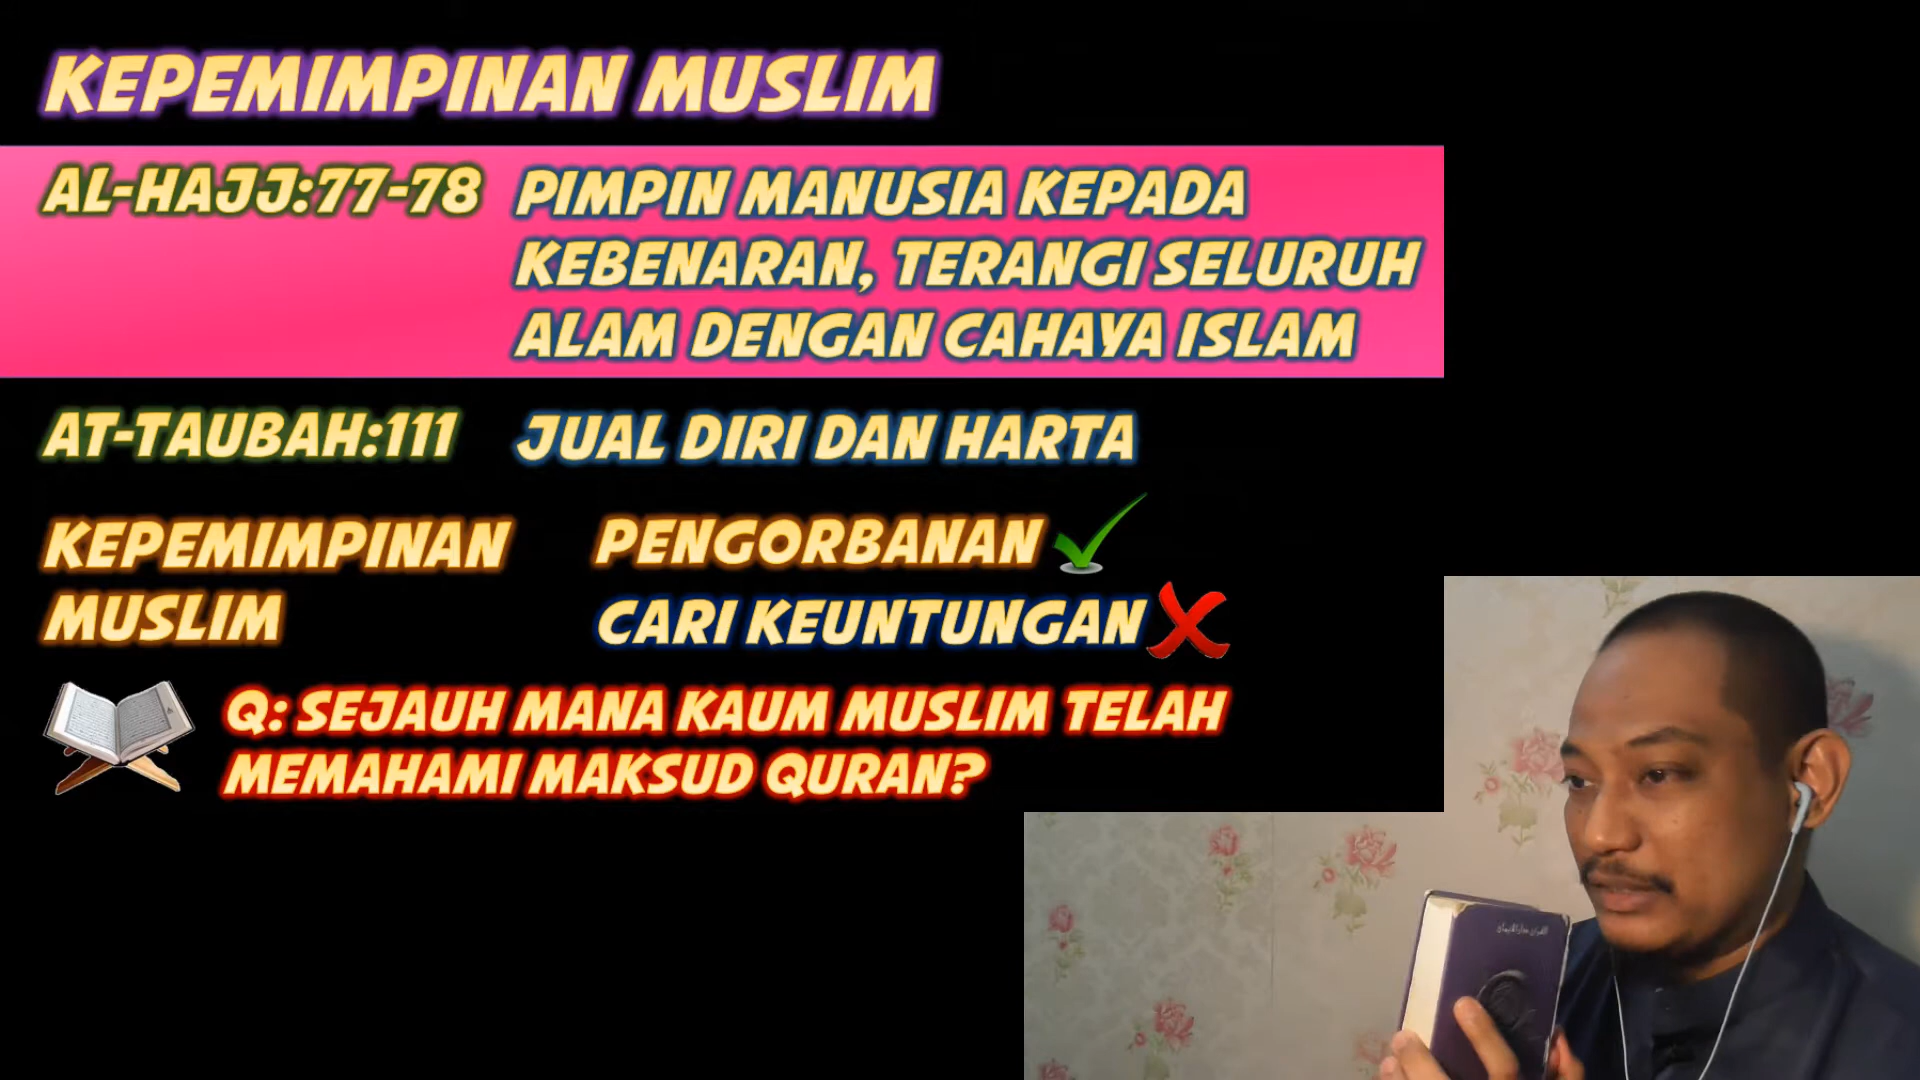 KEPEMIMPINAN MUSLIM
AL-HAJJ:77-78
PIMPIN MANUSIA KEPADA
KEBENARAN, TERANGI SELURUH
ALAM DENGAN CAHAYA ISLAM
AT-TAUBAH:111
JUAL DIRI DAN HARTA
KEPEMIMPINAN
MUSLIM
PENGORBANAN
CARI KEUNTUNGAN
Q: SEJAUH MANA KAUM MUSLIM TELAH
MEMAHAMI MAKSUD QURAN?